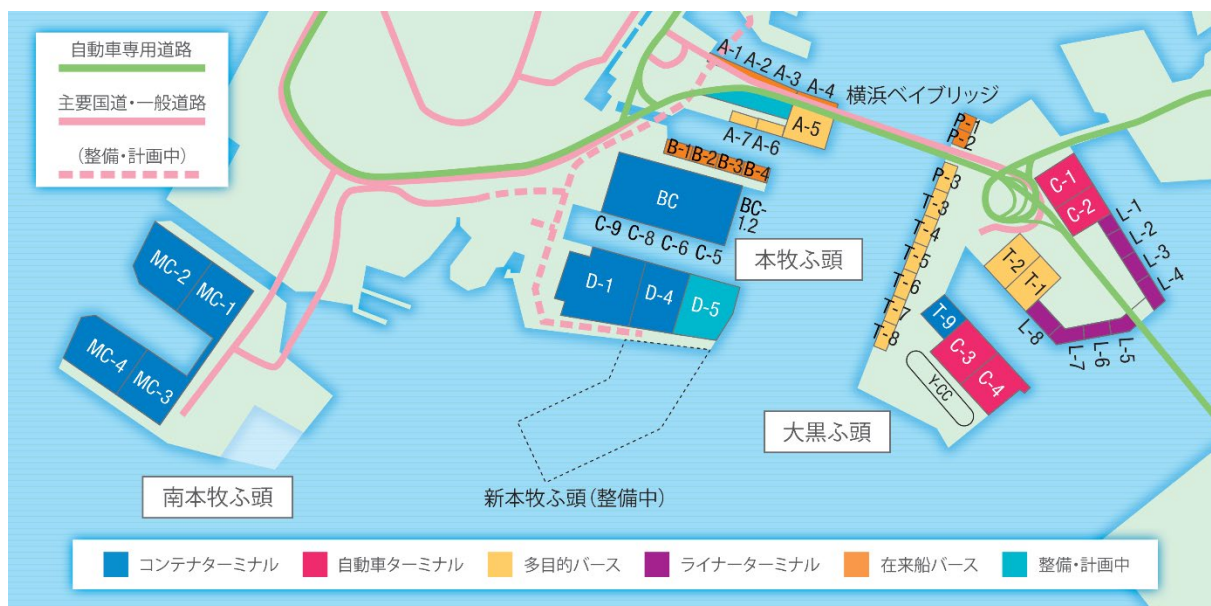 自動車専用道路
主要国道・一般道路
(整備・計画中)
A-1
A-2
A-3
A-4
横浜ベイブリッジ
A-5
A-7
A-6
B-1
B-2
B-3
B-4
BC
BC-1.2
C-9
C-8
C-6
C-5
本牧ふ頭
D-1
D-4
D-5
MC-2
MC-1
MC-4
MC-3
南本牧ふ頭
新本牧ふ頭(整備中)
P-1
P-2
P-3
T-3
T-4
T-5
T-6
T-7
T-8
C-1
C-2
L-1
L-2
L-3
L-4
T-2
T-1
L-8
L-7
L-6
L-5
T-9
C-3
C-4
Y-CC
大黒ふ頭
コンテナターミナル
自動車ターミナル
多目的バース
ライナーターミナル
在来船バース
整備・計画中